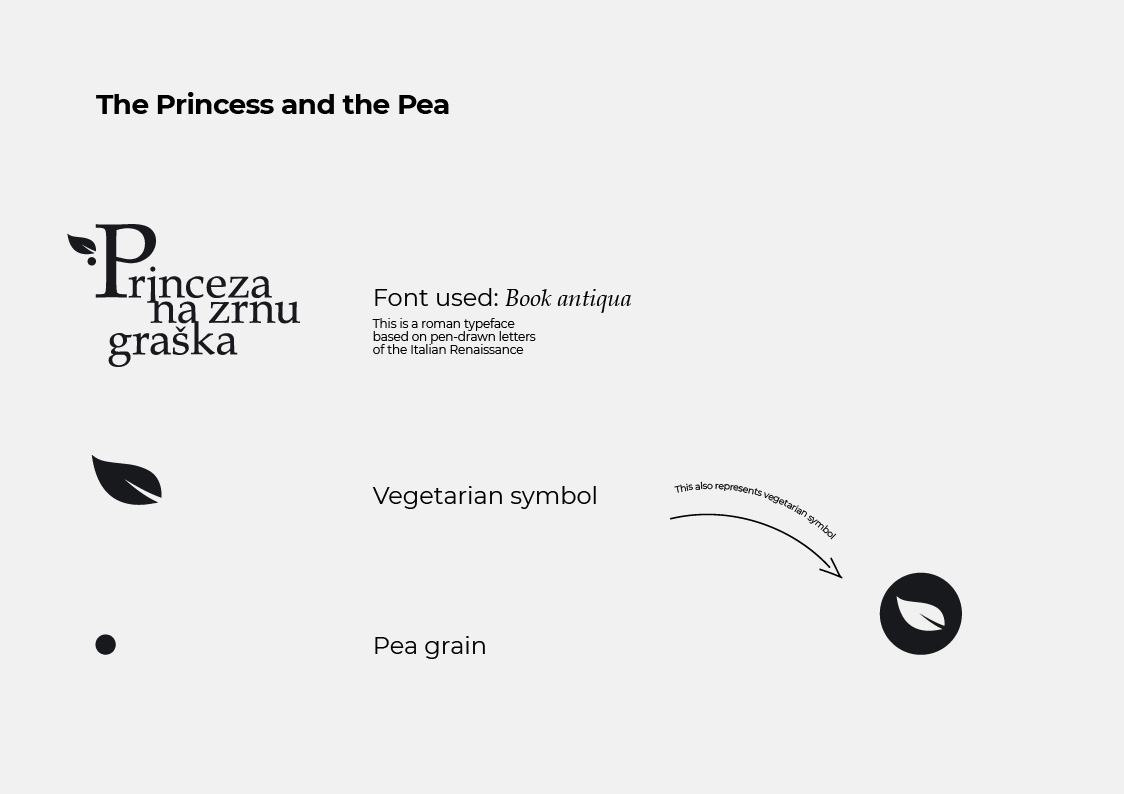 The Princess and the Pea
Princeza
na zrnu
graška
Font used: Book antiqua
This is a roman typeface
based on pen-drawn letters
of the Italian Renaissance
Vegetarian symbol
This also represents vegetarian symbol
Pea grain